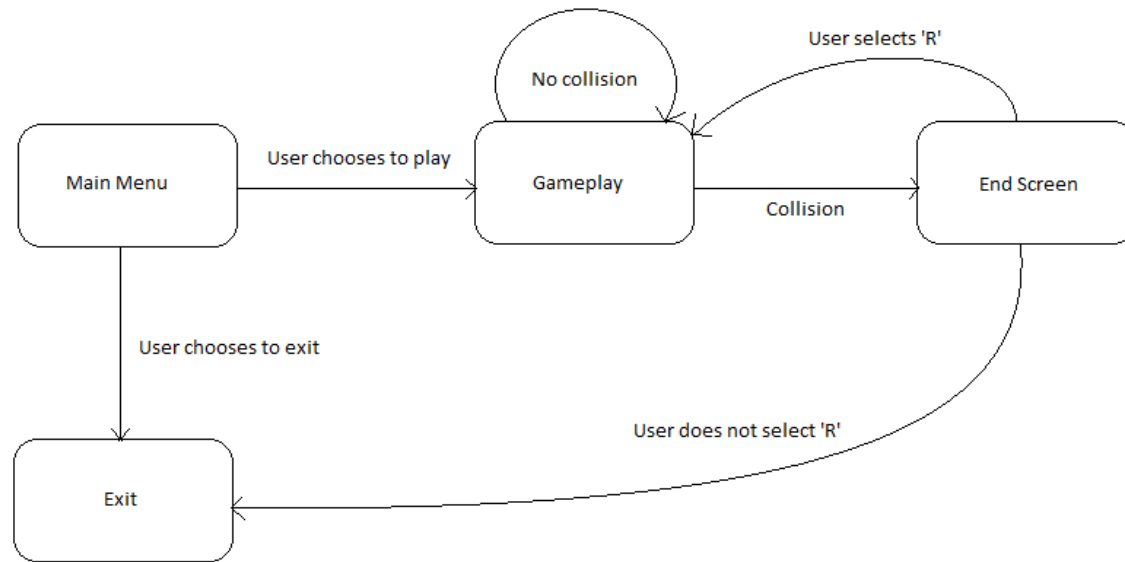 User selects 'R'
No collision
User chooses to play
Main Menu
Gameplay
End Screen
Collision
User chooses to exit
User does not select 'R'
Exit